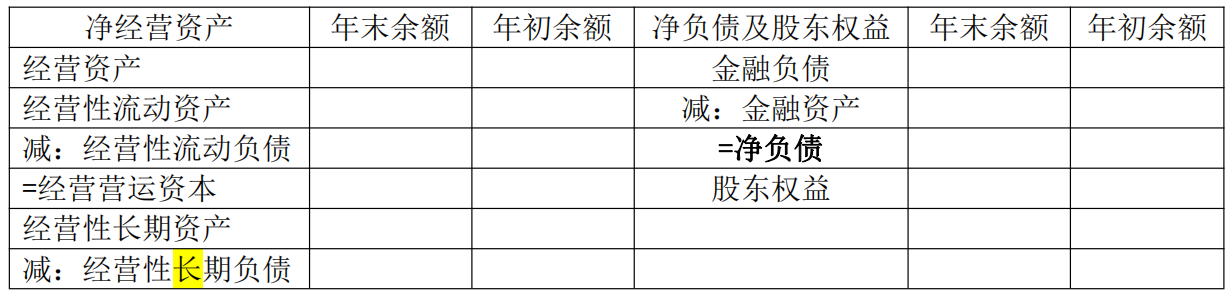 净经营资产 年末余额 年初余额 净负债及股东权益 年末余额 年初余额
经营资产 金融负债
经营性流动资产 减：金融资产
减：经营性流动负债 =净负债
=经营营运资本 股东权益
经营性长期资产
减：经营性长期负债